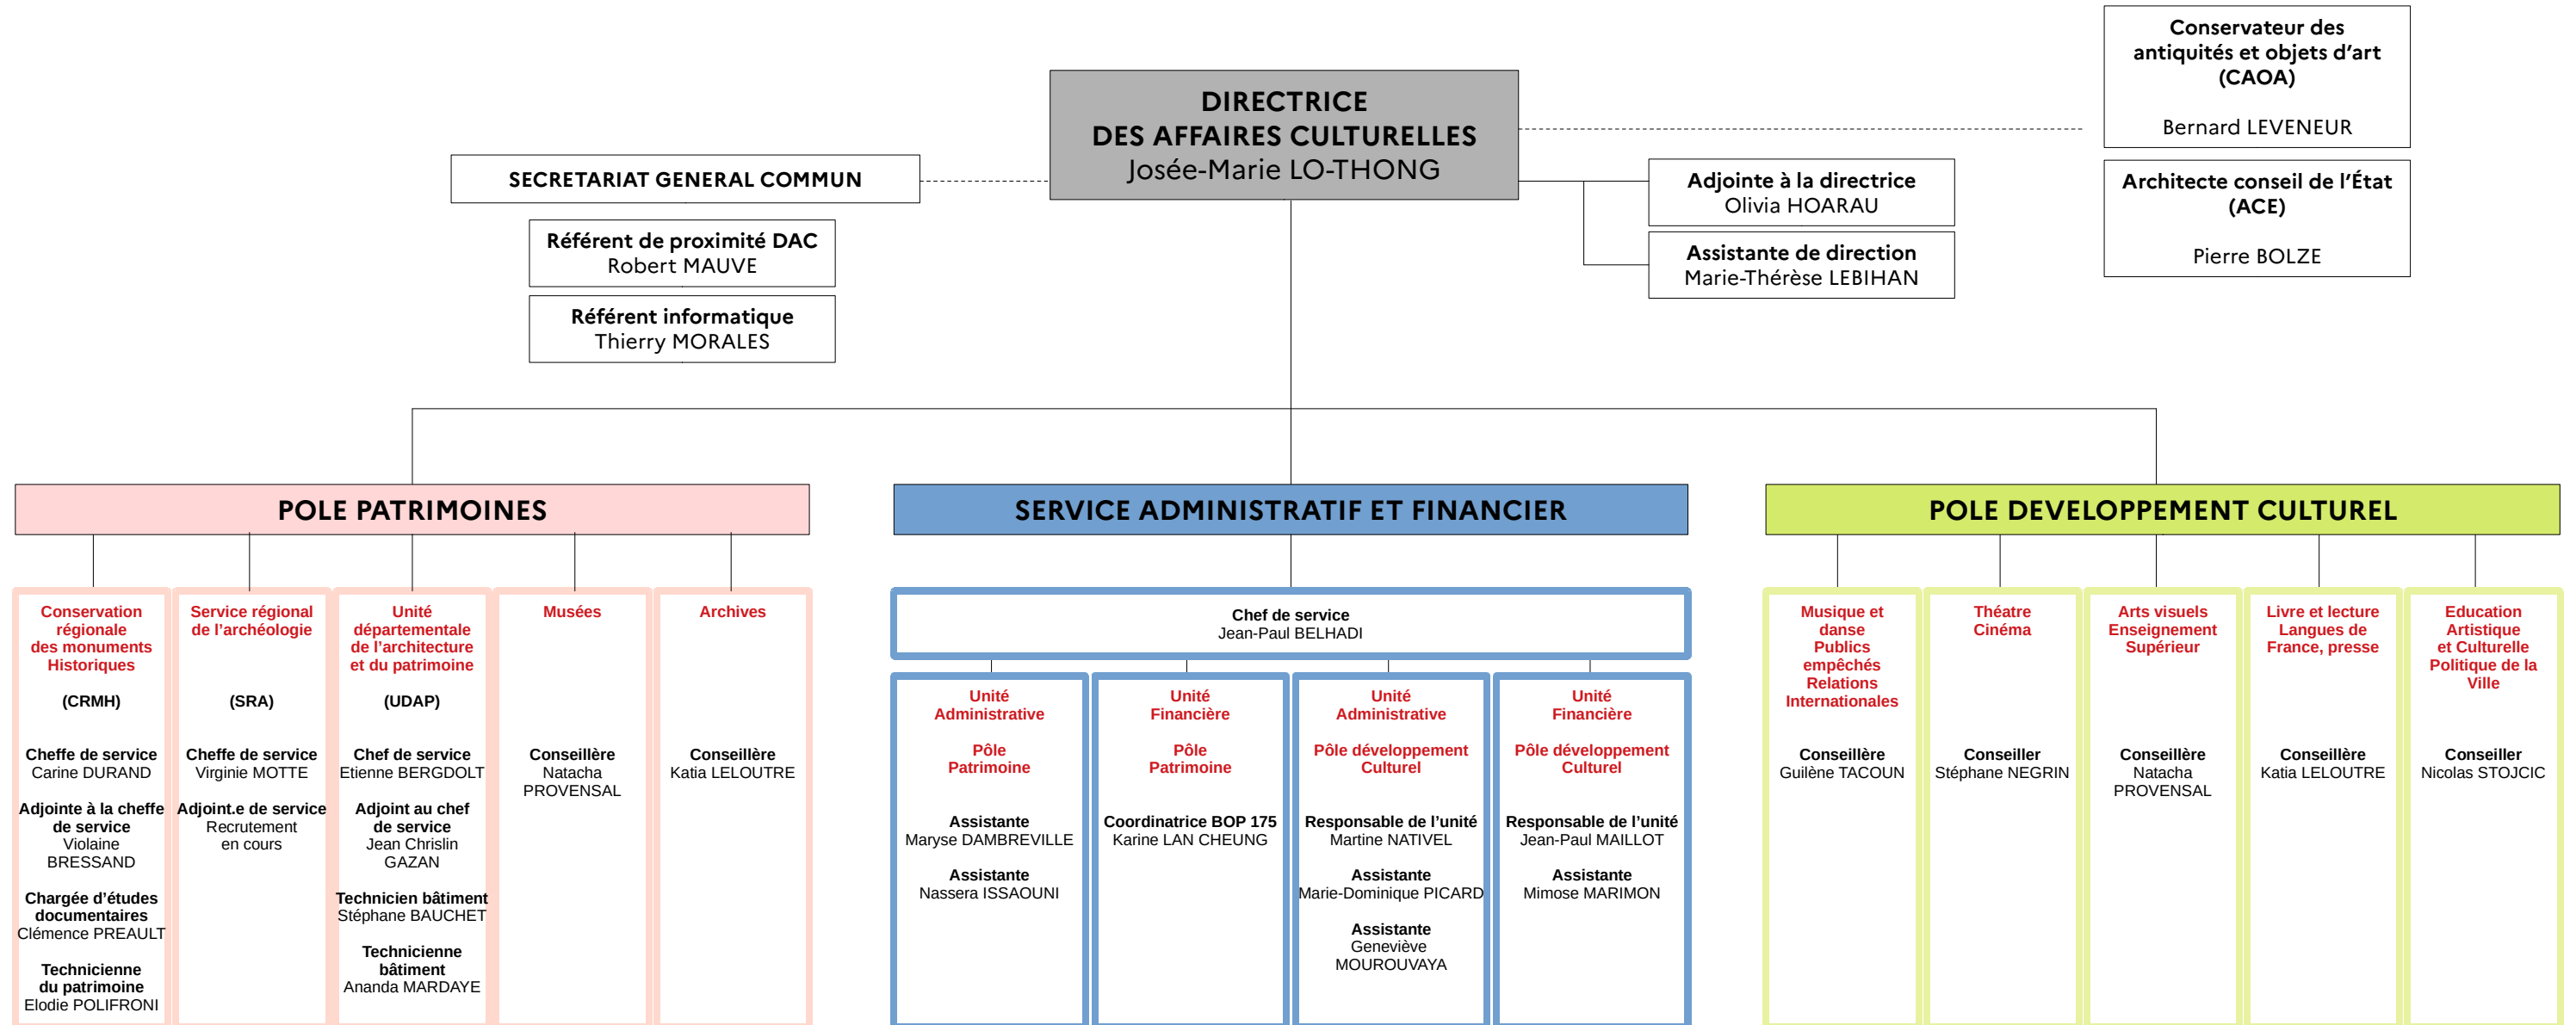 Conservateur des
antiquités et objets d’art
(CAOA)
Bernard LEVENEUR
DIRECTRICE
DES AFFAIRES CULTURELLES
Josée-Marie LO-THONG
SECRETARIAT GENERAL COMMUN
Adjointe à la directrice
Olivia HOARAU
Architecte conseil de l’État
(ACE)
Pierre BOLZE
Référent de proximité DAC
Robert MAUVE
Assistante de direction
Marie-Thérèse LEBIHAN
Référent informatique
Thierry MORALES
POLE PATRIMOINES
Conservation
régionale
des monuments
Historiques
(CRMH)
Cheffe de service
Carine DURAND
Adjointe à la cheffe
de service
Violaine
BRESSAND
Chargée d’études
documentaires
Clémence PREAULT
Technicienne
du patrimoine
Elodie POLIFRONI
Service régional
de l’archéologie
(SRA)
Cheffe de service
Virginie MOTTE
Adjoint.e de service
Recrutement
en cours
Unité
départementale
de l’architecture
et du patrimoine
(UDAP)
Chef de service
Etienne BERGDOLT
Adjoint au chef
de service
Jean Chrislin
GAZAN
Technicien bâtiment
Stéphane BAUCHET
Technicienne
bâtiment
Ananda MARDAYE
Musées
Conseillère
Natacha
PROVENSAL
Archives
Conseillère
Katia LELOUTRE
SERVICE ADMINISTRATIF ET FINANCIER
Chef de service
Jean-Paul BELHADI
Unité
Administrative
Pôle
Patrimoine
Assistante
Maryse DAMBREVILLE
Assistante
Nassera ISSAOUNI
Unité
Financière
Pôle
Patrimoine
Coordinatrice BOP 175
Karine LAN CHEUNG
Unité
Administrative
Pôle développement
Culturel
Responsable de l’unité
Martine NATIVEL
Assistante
Marie-Dominique PICARD
Assistante
Geneviève
MOUROUVAYA
Unité
Financière
Pôle développement
Culturel
Responsable de l’unité
Jean-Paul MAILLOT
Assistante
Mimose MARIMON
POLE DEVELOPPEMENT CULTUREL
Musique et
danse
Publics
empêchés
Relations
Internationales
Conseillère
Guilène TACOUN
Théatre
Cinéma
Conseiller
Stéphane NEGRIN
Arts visuels
Enseignement
Supérieur
Conseillère
Natacha
PROVENSAL
Livre et lecture
Langues de
France, presse
Conseillère
Katia LELOUTRE
Education
Artistique
et Culturelle
Politique de la
Ville
Conseiller
Nicolas STOJCIC